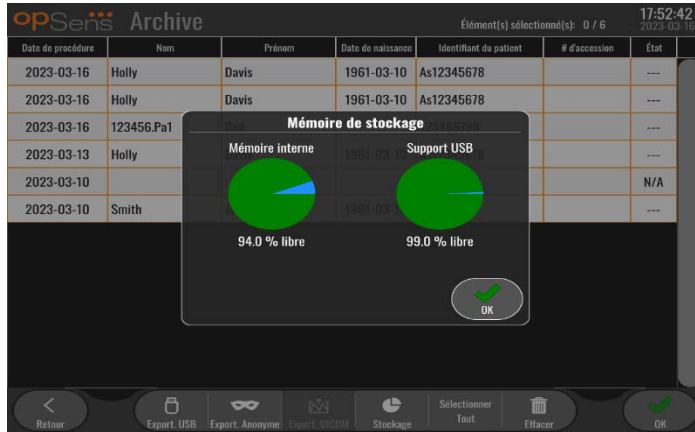 opSens Archive
Élément(s) sélectionné(s): 0 / 6
17:52:42
2023-03-16
Date de procédure Nom Prénom Date de naissance Identifiant du patient # d'accession État
2023-03-16 Holly Davis 1961-03-10 As12345678 ---
2023-03-16 Holly Davis 1961-03-10 As12345678 ---
2023-03-16 123456.Pa1 ---
2023-03-13 Holly ---
2023-03-10 N/A
2023-03-10 Smith ---
Mémoire de stockage
Mémoire interne Support USB
94.0 % libre 99.0 % libre
OK
Retour Export. USB Export. Anonyme Export. DICOM Stockage Sélectionner Tout Effacer OK